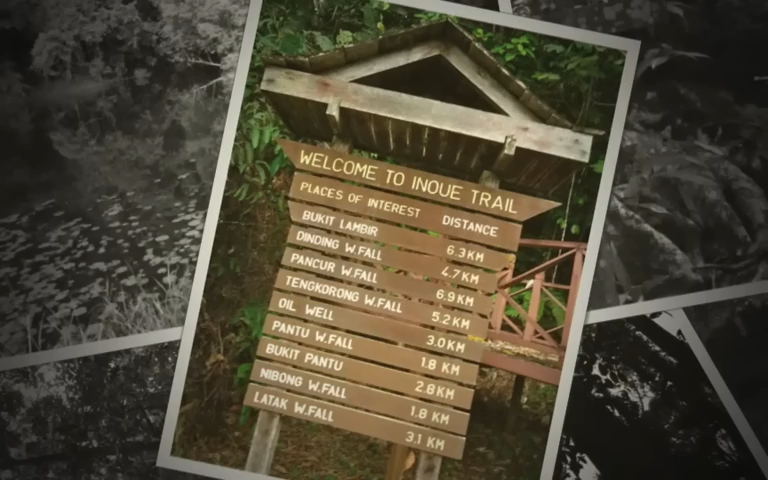 WELCOME TO INOUE TRAIL
PLACES OF INTEREST DISTANCE
BUKIT LAMBIR 6.3KM
DINDING W.FALL 4.7KM
PANCUR W.FALL 6.9KM
TENGKORONG W.FALL 5.2KM
OIL WELL 3.0KM
PANTU W.FALL 1.8 KM
BUKIT PANTU 2.8KM
NIBONG W.FALL 1.8 KM
LATAK W.FALL 3.1 KM